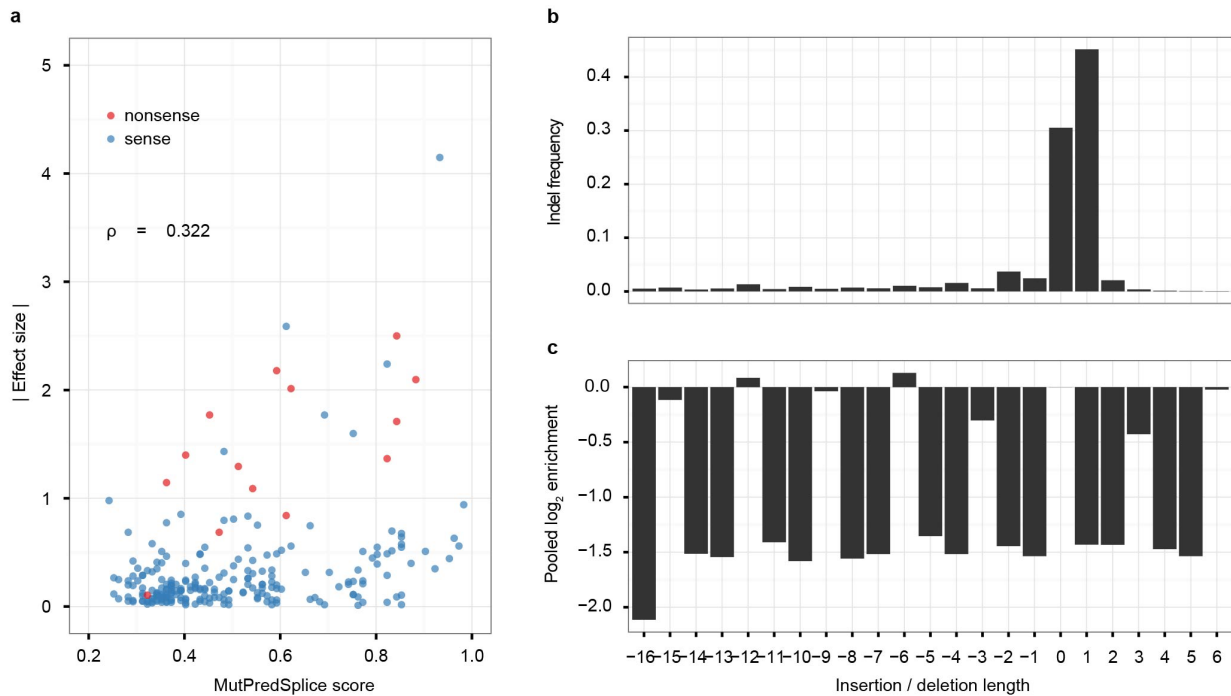 a
5
4
3
2
1
0
| Effect size |
nonsense
sense
ρ = 0.322
0.2 0.4 0.6 0.8 1.0
MutPredSplice score
b
0.4
0.3
0.2
0.1
0.0
Indel frequency
c
0.0
−0.5
−1.0
−1.5
−2.0
Pooled log₂ enrichment
−16 −15 −14 −13 −12 −11 −10 −9 −8 −7 −6 −5 −4 −3 −2 −1 0 1 2 3 4 5 6
Insertion / deletion length